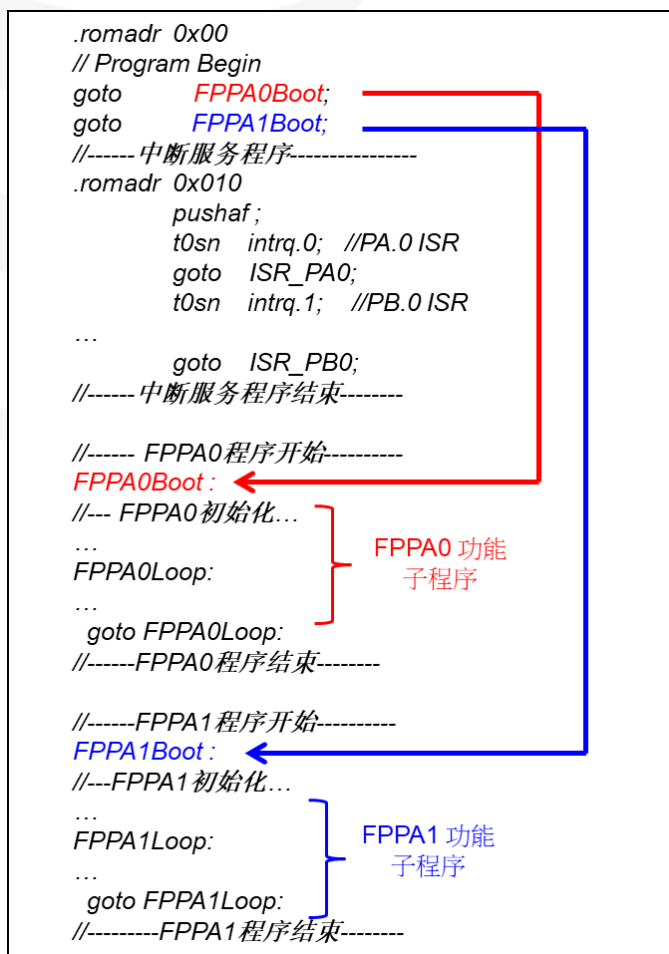 .romadr 0x00
// Program Begin
goto FPPA0Boot;
goto FPPA1Boot;
//------中断服务程序----------------
.romadr 0x010
pushaf ;
t0sn intrq.0; //PA.0 ISR
goto ISR_PA0;
t0sn intrq.1; //PB.0 ISR
…
goto ISR_PB0;
//------中断服务程序结束--------
//------ FPPA0程序开始----------
FPPA0Boot :
//--- FPPA0初始化…
…
FPPA0Loop:
…
goto FPPA0Loop:
//------FPPA0程序结束--------
FPPA0 功能
子程序
//------FPPA1程序开始----------
FPPA1Boot :
//---FPPA1初始化…
…
FPPA1Loop:
…
goto FPPA1Loop:
//---------FPPA1程序结束--------
FPPA1 功能
子程序